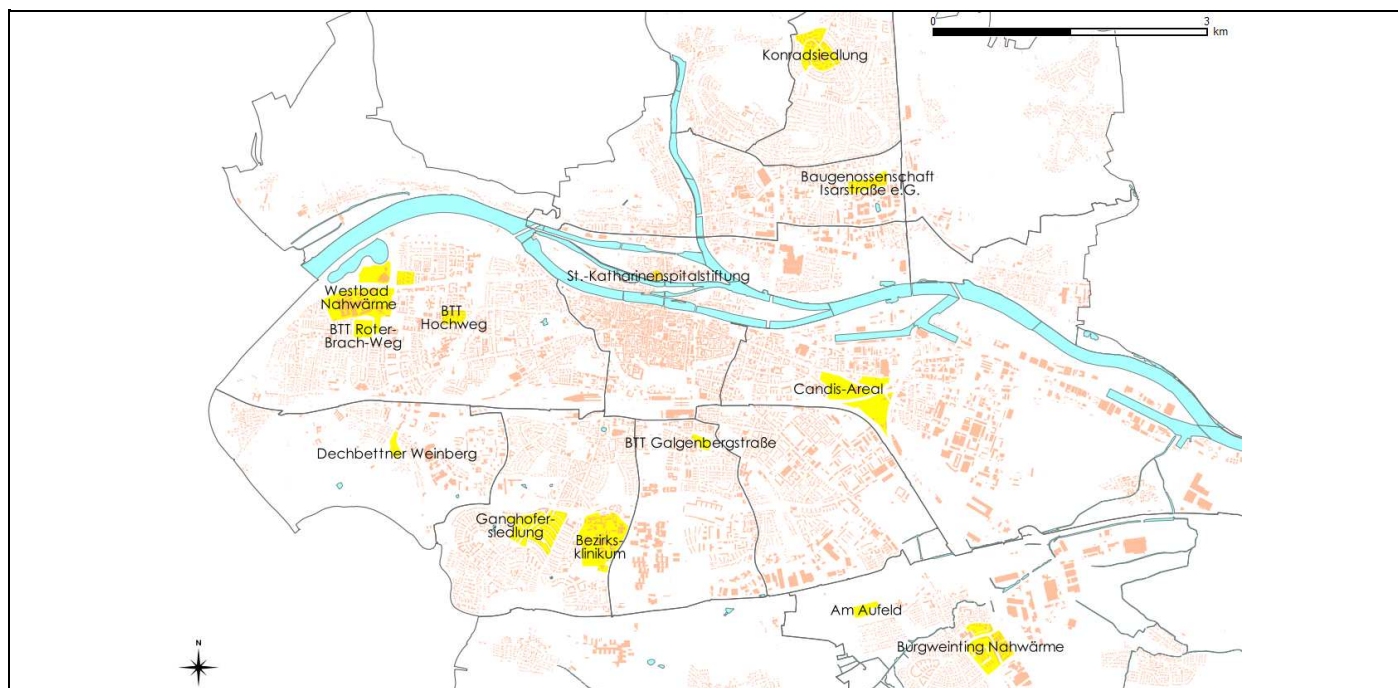 0 3
km
Konradsiedlung
Baugenossenschaft
Isarstraße e.G.
St.-Katharinenspitalstiftung
Westbad
Nahwärme
BTT
Hochweg
BTT Roter-
Brach-Weg
Candis-Areal
BTT Galgenbergstraße
Dechbettner Weinberg
Ganghofer-
siedlung
Bezirks-
klinikum
Am Aufeld
Burgweinting Nahwärme
N